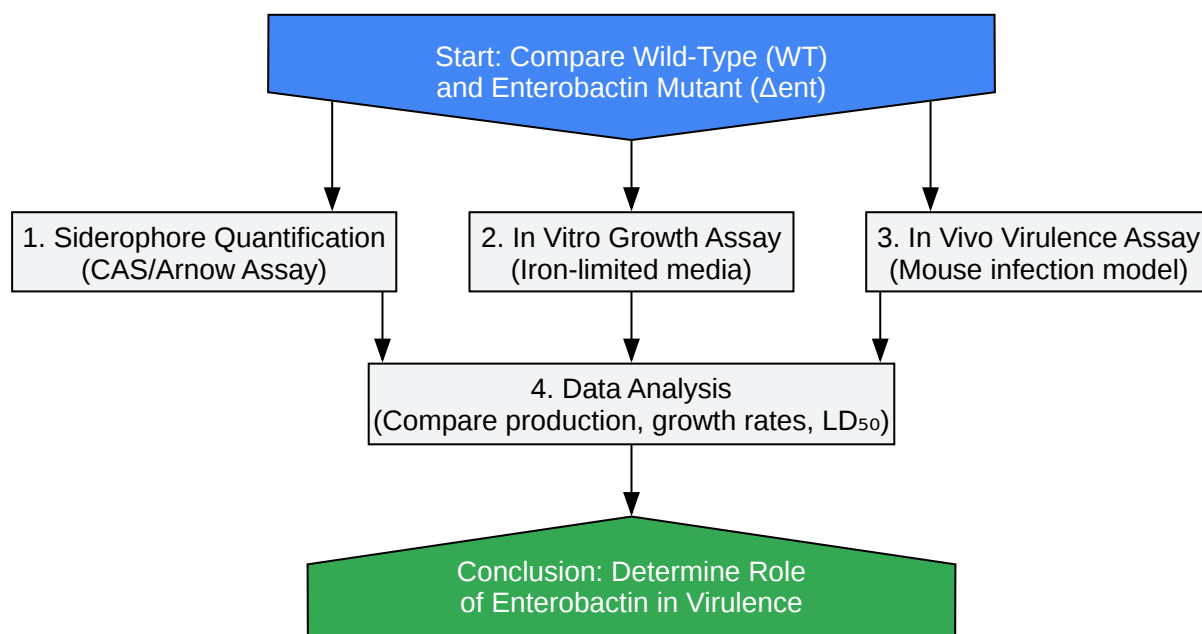 Start: Compare Wild-Type (WT)
and Enterobactin Mutant (Δent)
1. Siderophore Quantification
(CAS/Arnow Assay)
2. In Vitro Growth Assay
(Iron-limited media)
3. In Vivo Virulence Assay
(Mouse infection model)
4. Data Analysis
(Compare production, growth rates, LD₅₀)
Conclusion: Determine Role
of Enterobactin in Virulence